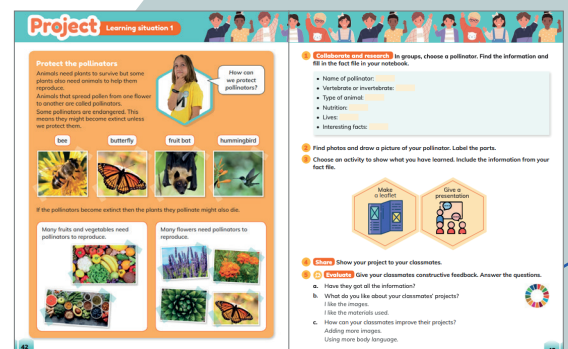 Project Learning situation 1
Protect the pollinators
Animals need plants to survive but some
plants also need animals to help them
reproduce.
Animals that spread pollen from one flower
to another are called pollinators.
Some pollinators are endangered. This
means they might become extinct unless
we protect them.
How can
we protect
pollinators?
bee
butterfly
fruit bat
hummingbird
If the pollinators become extinct then the plants they pollinate might also die.
Many fruits and vegetables need
pollinators to reproduce.
Many flowers need pollinators to
reproduce.
42
1 Collaborate and research In groups, choose a pollinator. Find the information and
fill in the fact file in your notebook.
• Name of pollinator:
• Vertebrate or invertebrate:
• Type of animal:
• Nutrition:
• Lives:
• Interesting facts:
2 Find photos and draw a picture of your pollinator. Label the parts.
3 Choose an activity to show what you have learned. Include the information from your
fact file.
Make
a leaflet
Give a
presentation
4 Share Show your project to your classmates.
5 Evaluate Give your classmates constructive feedback. Answer the questions.
a. Have they got all the information?
b. What do you like about your classmates' projects?
I like the images.
I like the materials used.
c. How can your classmates improve their projects?
Adding more images.
Using more body language.